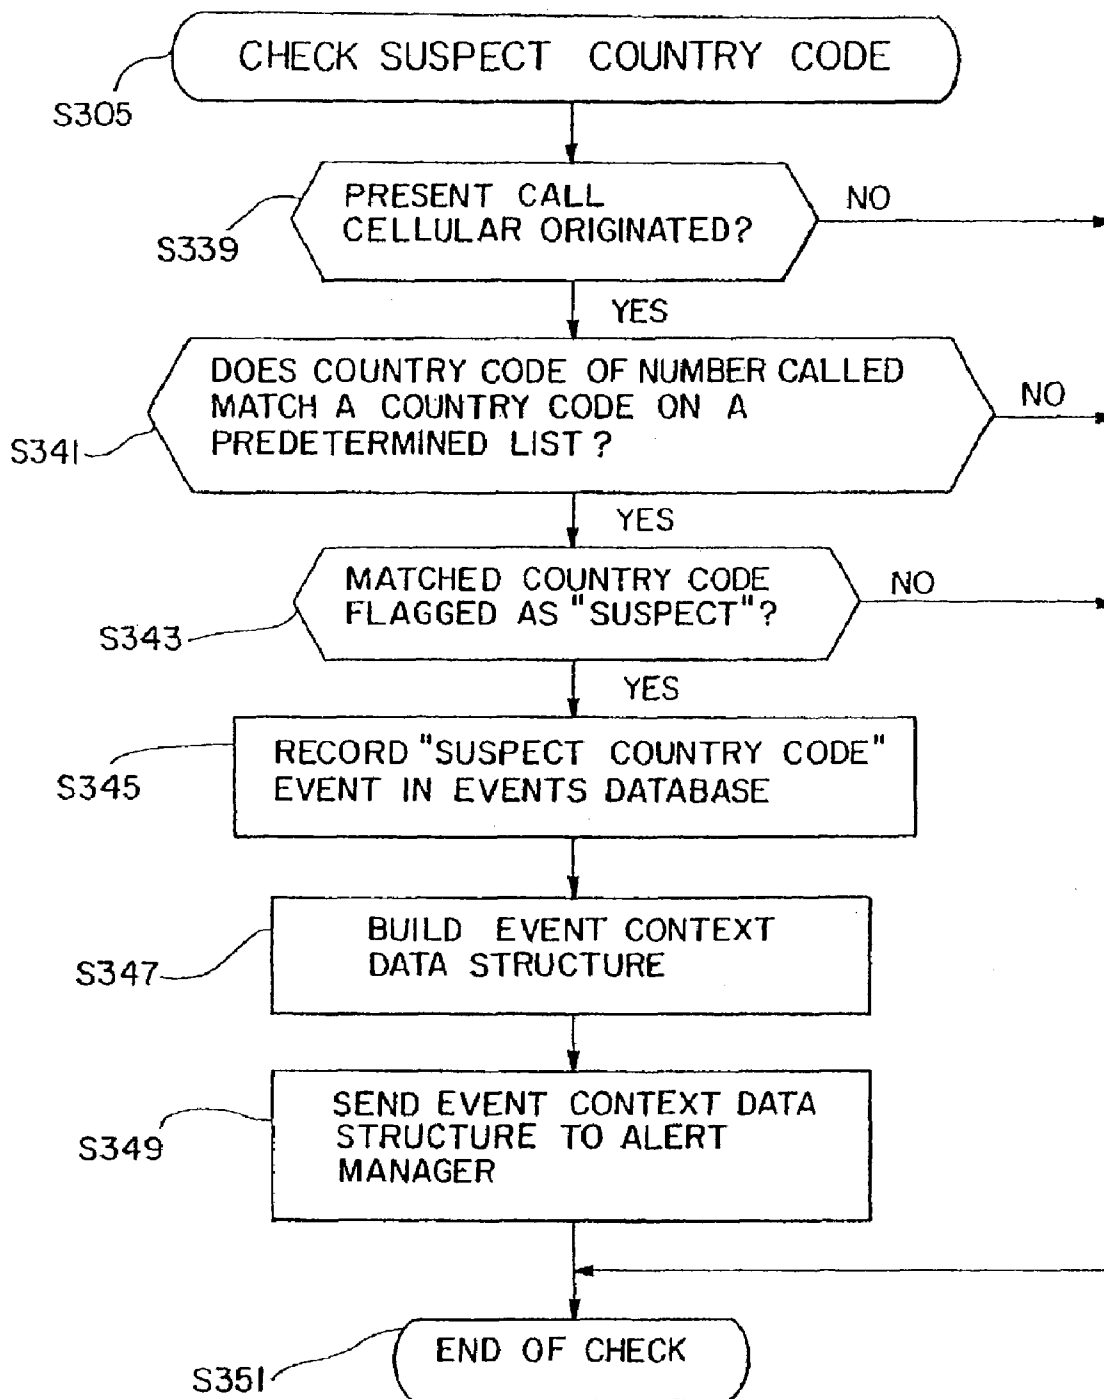 CHECK SUSPECT COUNTRY CODE
S305
PRESENT CALL
CELLULAR ORIGINATED?
NO
S339
YES
DOES COUNTRY CODE OF NUMBER CALLED
MATCH A COUNTRY CODE ON A
PREDETERMINED LIST?
NO
S341
YES
MATCHED COUNTRY CODE
FLAGGED AS "SUSPECT"?
NO
S343
YES
RECORD "SUSPECT COUNTRY CODE"
EVENT IN EVENTS DATABASE
S345
BUILD EVENT CONTEXT
DATA STRUCTURE
S347
SEND EVENT CONTEXT DATA
STRUCTURE TO ALERT
MANAGER
S349
END OF CHECK
S351